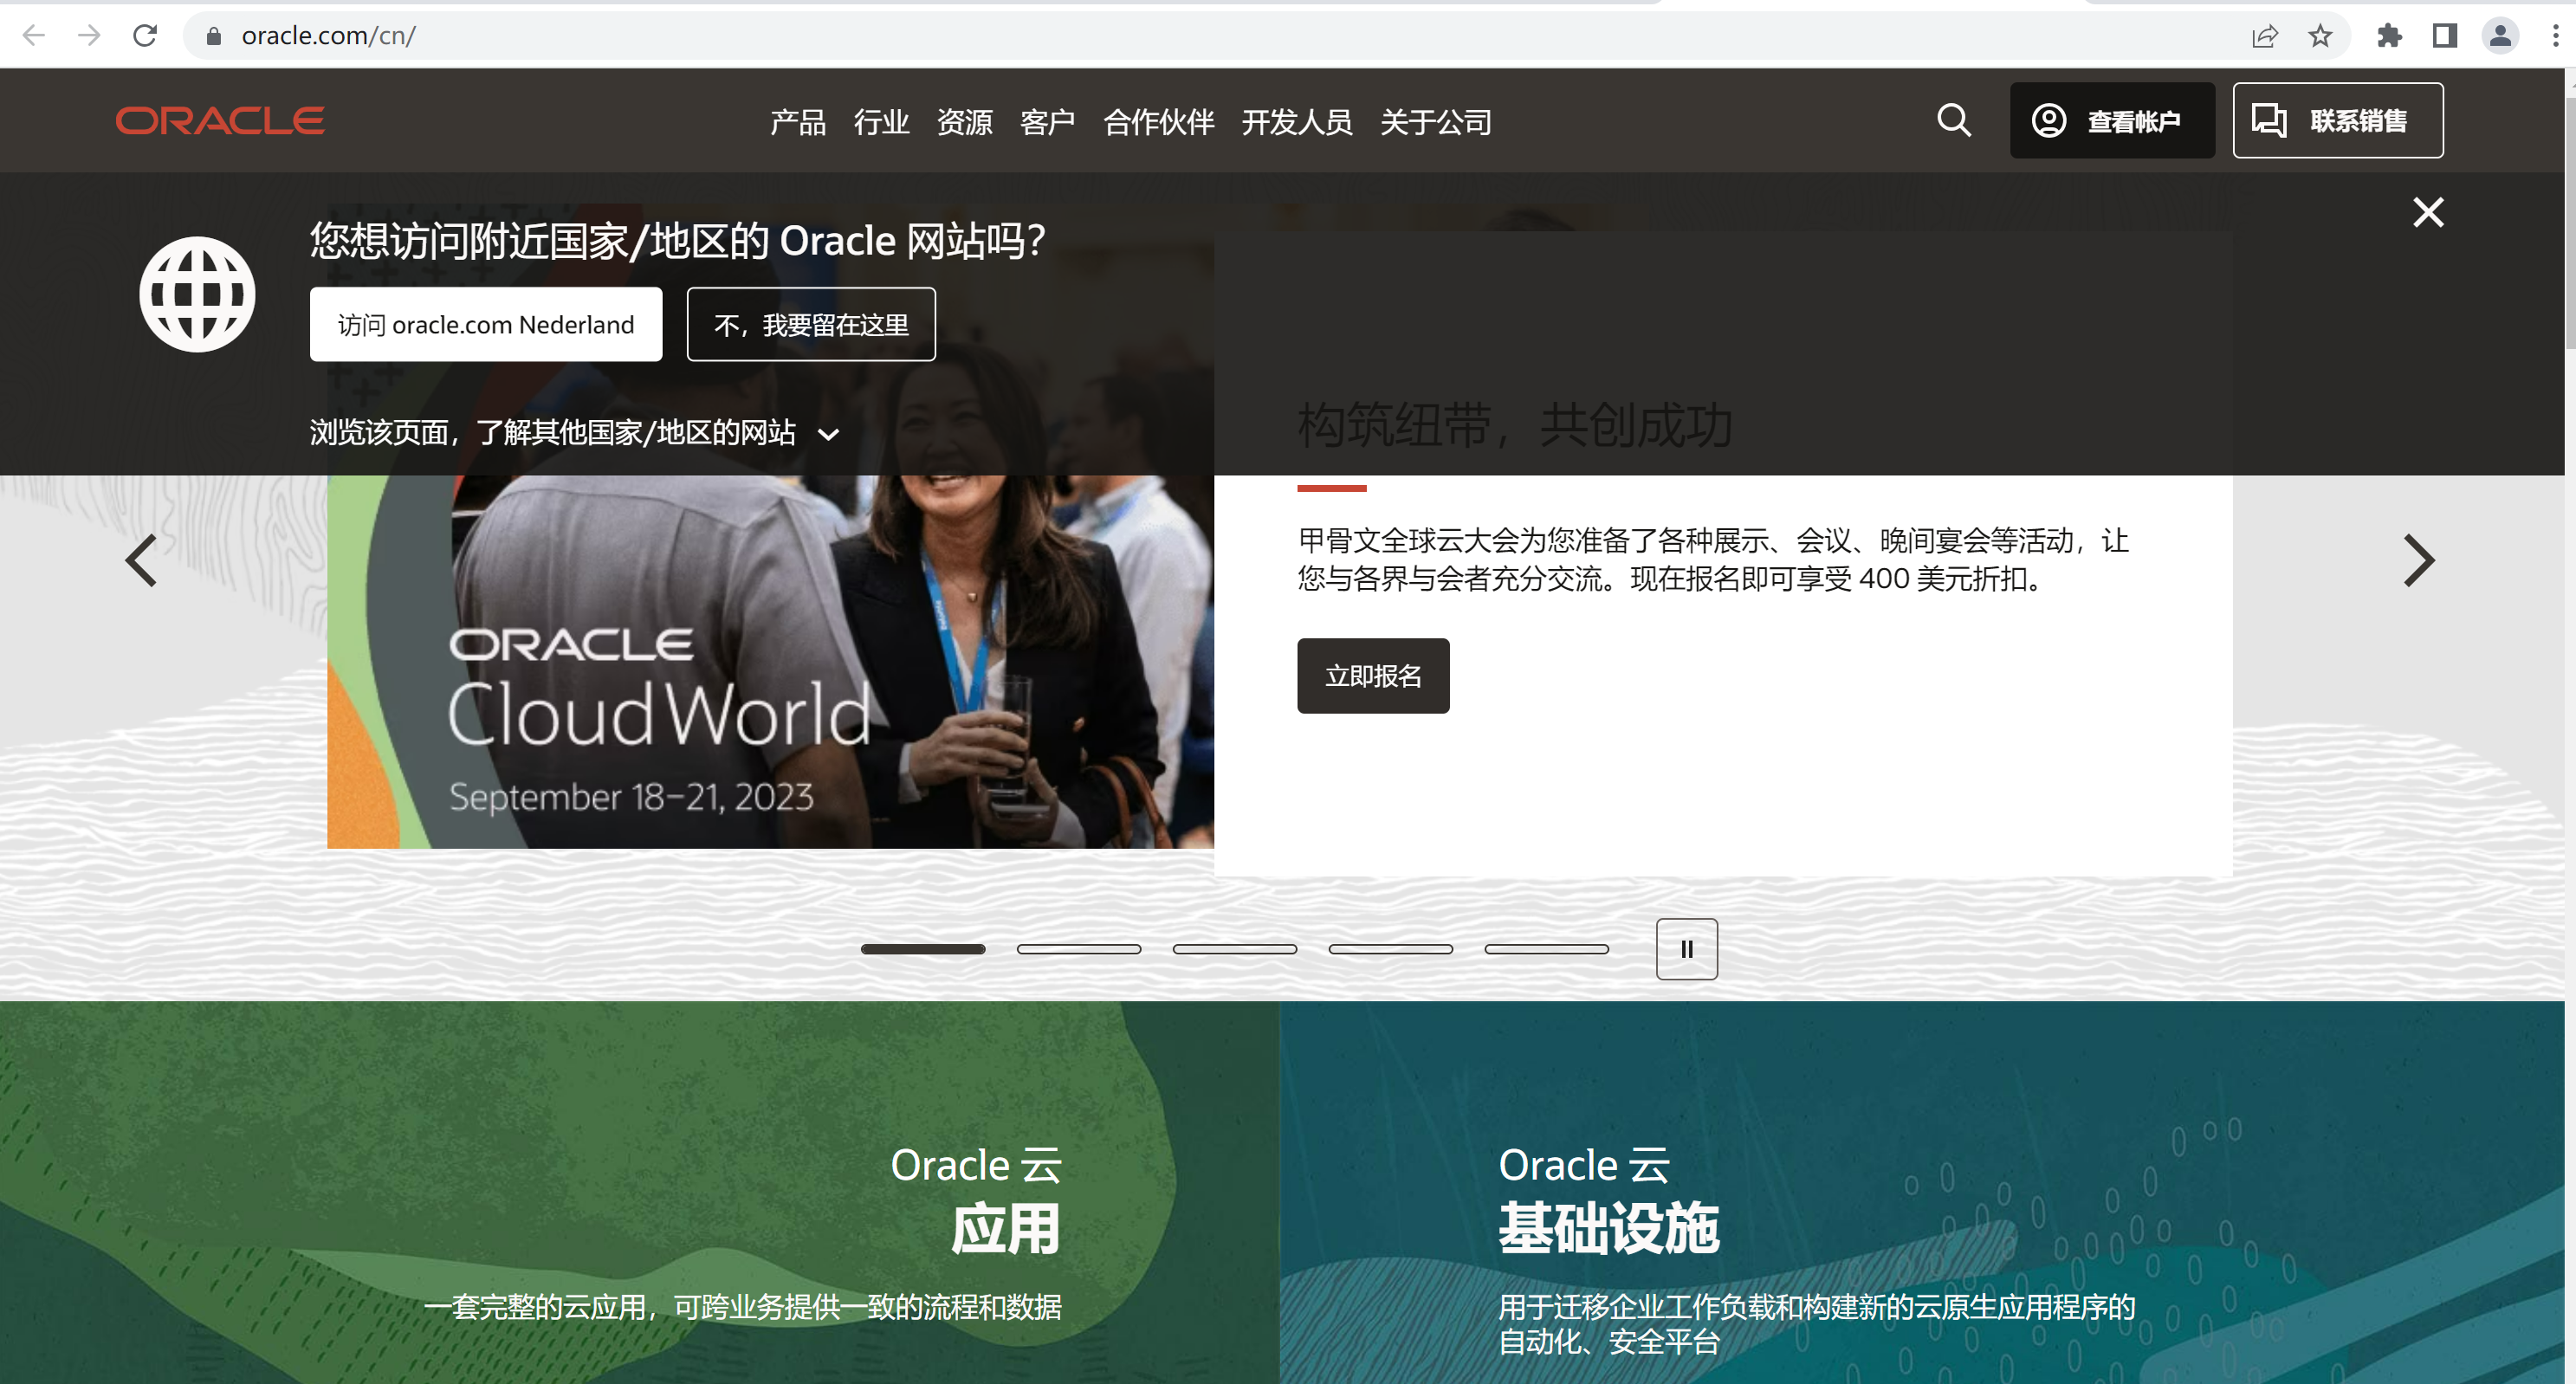 oracle.com/cn/
ORACLE
产品 行业 资源 客户 合作伙伴 开发人员 关于公司
查看帐户
联系销售
您想访问附近国家/地区的 Oracle 网站吗?
访问 oracle.com Nederland
不，我要留在这里
浏览该页面，了解其他国家/地区的网站
构筑纽带，共创成功
甲骨文全球云大会为您准备了各种展示、会议、晚间宴会等活动，让
您与各界与会者充分交流。现在报名即可享受 400 美元折扣。
立即报名
ORACLE
CloudWorld
September 18–21, 2023
Oracle 云
应用
一套完整的云应用，可跨业务提供一致的流程和数据
Oracle 云
基础设施
用于迁移企业工作负载和构建新的云原生应用程序的
自动化、安全平台